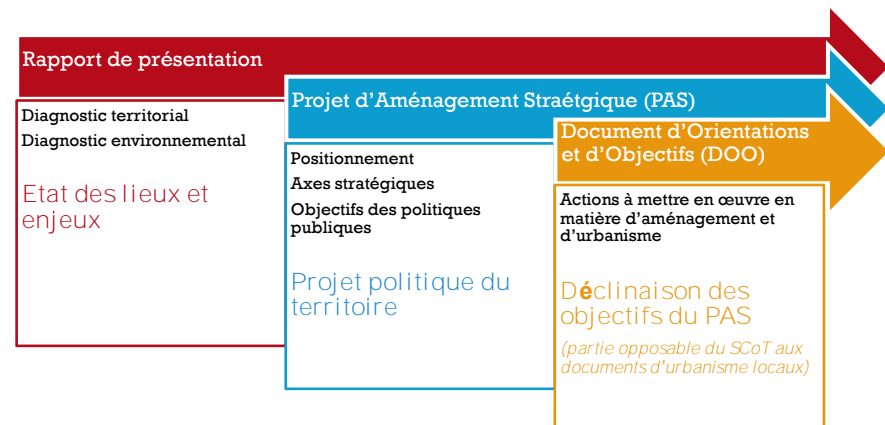 Rapport de présentation
Diagnostic territorial
Diagnostic environnemental
Etat des lieux et
enjeux
Projet d'Aménagement Straétgique (PAS)
Positionnement
Axes stratégiques
Objectifs des politiques
publiques
Projet politique du
territoire
Document d'Orientations
et d'Objectifs (DOO)
Actions à mettre en œuvre en
matière d'aménagement et
d'urbanisme
Déclinaison des
objectifs du PAS
(partie opposable du SCoT aux
documents d'urbanisme locaux)